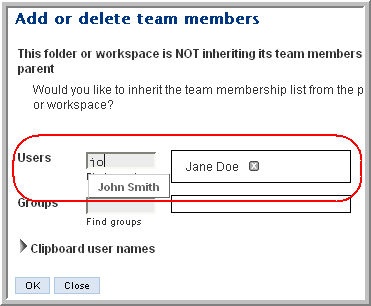 Add or delete team members
This folder or workspace is NOT inheriting its team members
parent
Would you like to inherit the team membership list from the p
or workspace?
Users jo Jane Doe
John Smith
Groups
Find groups
Clipboard user names
OK Close